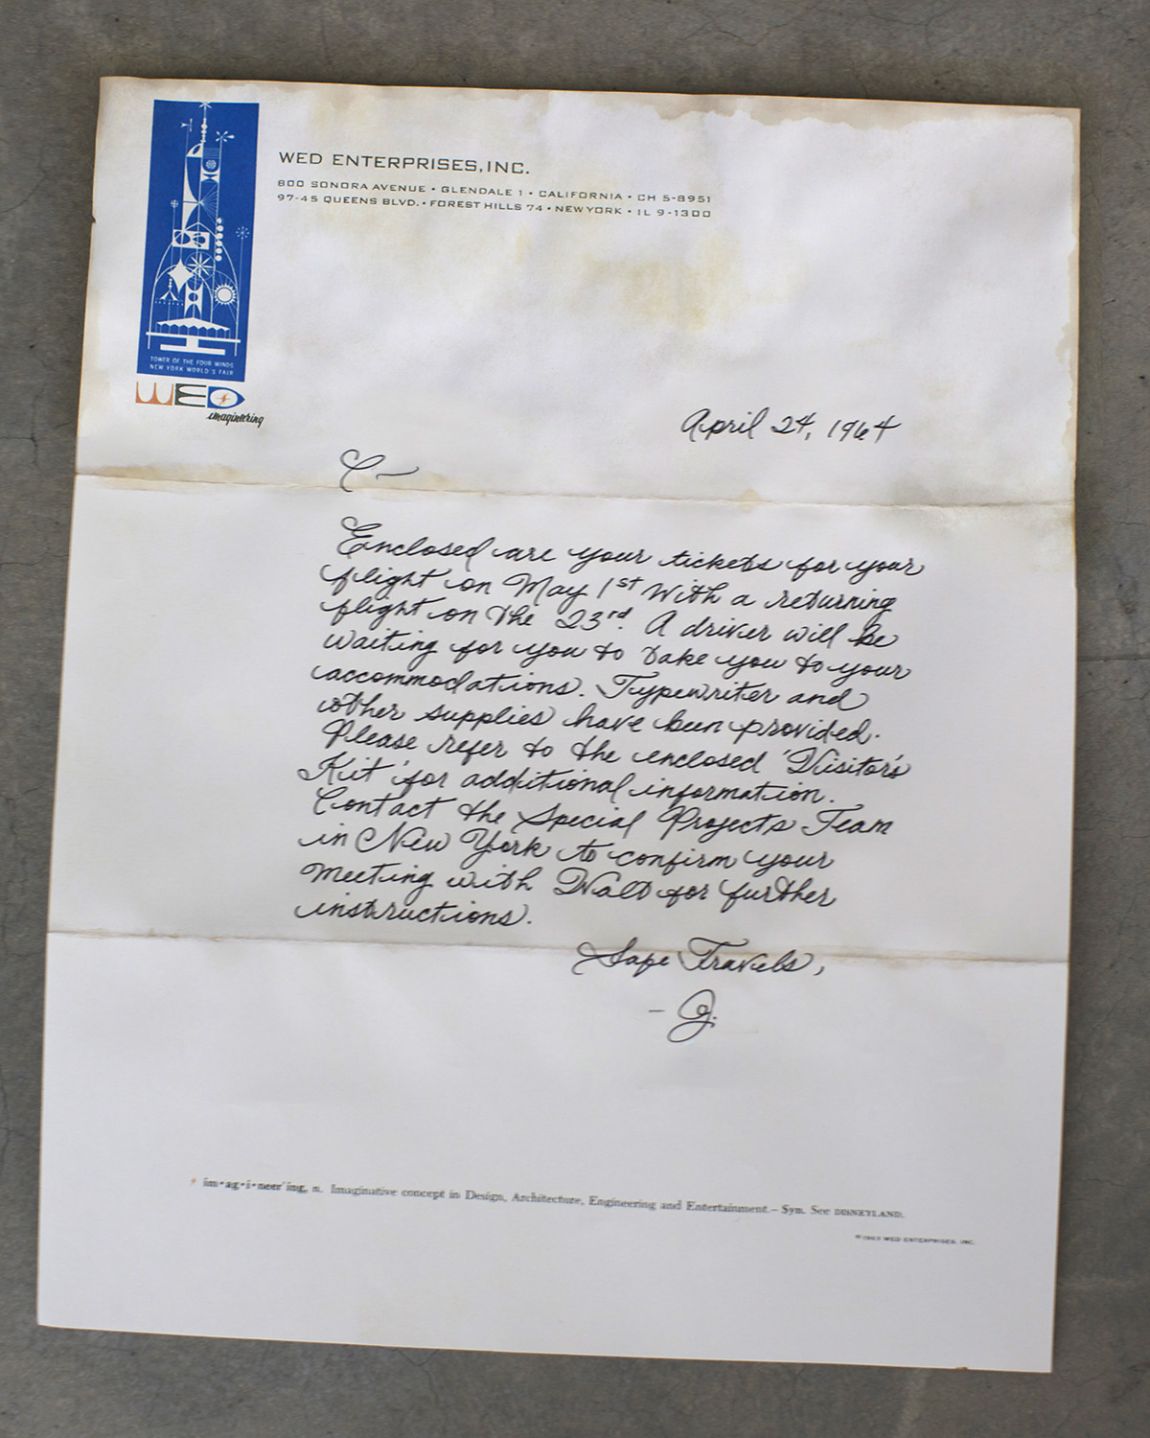 WED ENTERPRISES, INC.
800 SONORA AVENUE • GLENDALE 1 • CALIFORNIA • CH 5-8951
97-45 QUEENS BLVD. • FOREST HILLS 74 • NEW YORK • IL 9-1300
TOWER OF THE FOUR WINDS
NEW YORK WORLD'S FAIR
WED
imagineering
April 24, 1964
C —
Enclosed are your tickets for your
flight on May 1st with a returning
flight on the 23rd. A driver will be
waiting for you to take you to your
accommodations. Typewriter and
other supplies have been provided.
Please refer to the enclosed 'Visitor's
Kit' for additional information.
Contact the Special Projects Team
in New York to confirm your
meeting with Walt for further
instructions.
Safe Travels,
— J.
im•ag•i•neer′ing, n. Imaginative concept in Design, Architecture, Engineering and Entertainment.— Syn. See DISNEYLAND.
WED ENTERPRISES, INC.